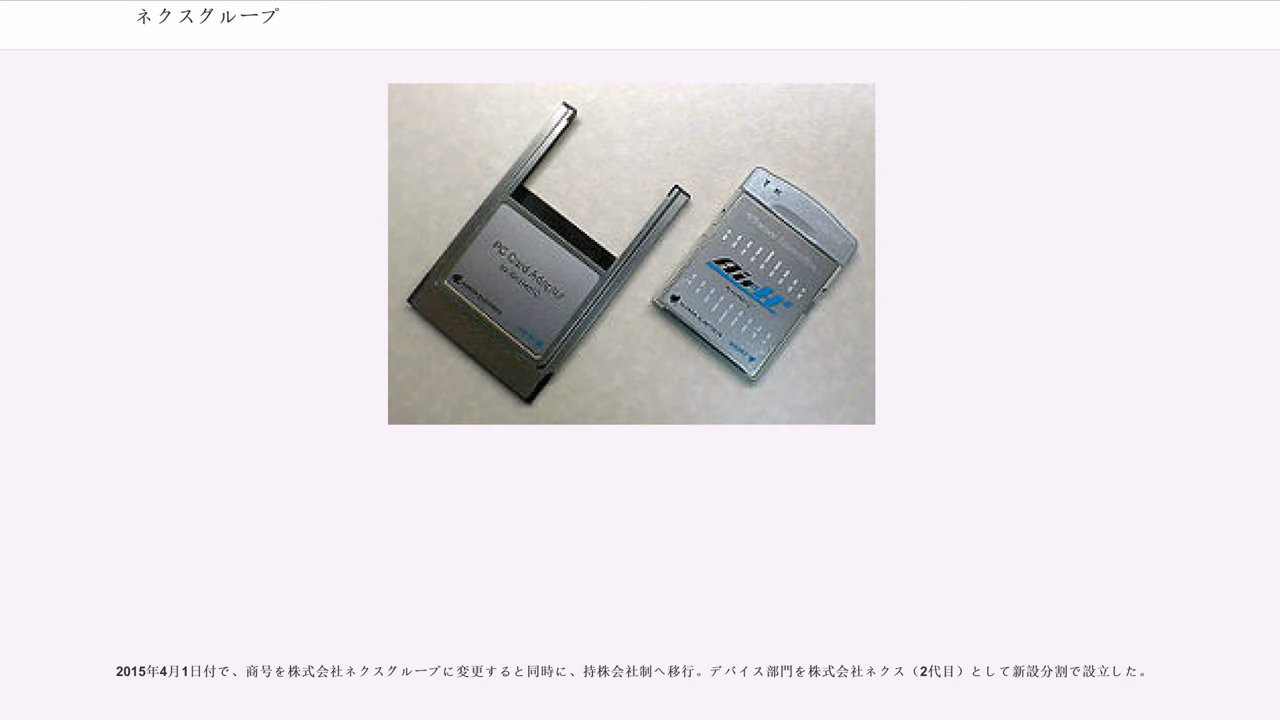 ネクスグループ
PC Card Adapter
2015年4月1日付で、商号を株式会社ネクスグループに変更すると同時に、持株会社制へ移行。デバイス部門を株式会社ネクス（2代目）として新設分割で設立した。